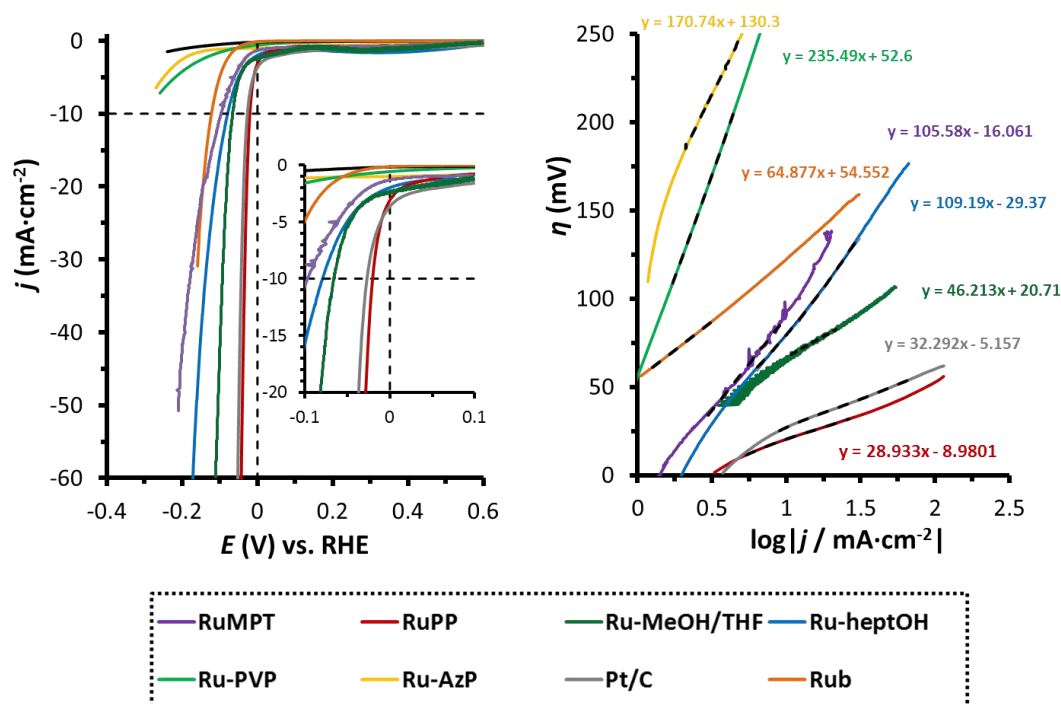 0
-10
-20
-30
-40
-50
-60
j (mA·cm-2)
-0.4
-0.2
0
0.2
0.4
0.6
E (V) vs. RHE
0
-5
-10
-15
-20
-0.1
0
0.1
y = 170.74x + 130.3
y = 235.49x + 52.6
y = 105.58x - 16.061
y = 64.877x + 54.552
y = 109.19x - 29.37
y = 46.213x + 20.71
y = 32.292x - 5.157
y = 28.933x - 8.9801
250
200
150
100
50
0
η (mV)
0
0.5
1
1.5
2
2.5
log|j / mA·cm-2|
RuMPT RuPP Ru-MeOH/THF Ru-heptOH
Ru-PVP Ru-AzP Pt/C Rub